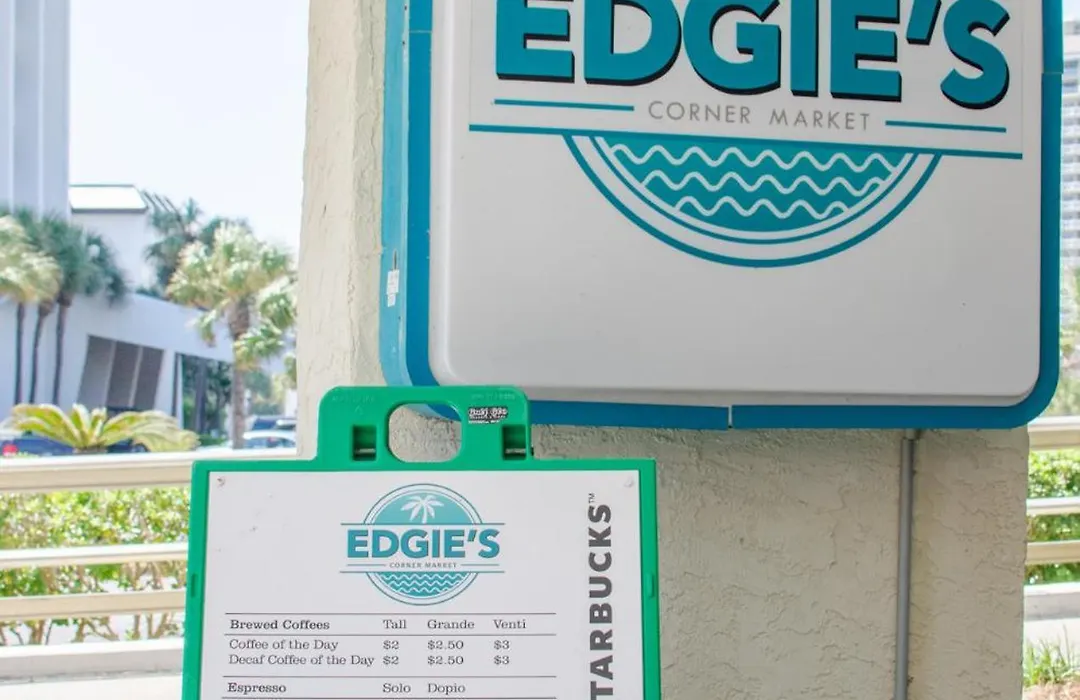 EDGIE'S
CORNER MARKET
EDGIE'S
CORNER MARKET
STARBUCKS™
Brewed Coffees Tall Grande Venti
Coffee of the Day $2 $2.50 $3
Decaf Coffee of the Day $2 $2.50 $3
Espresso Solo Dopio